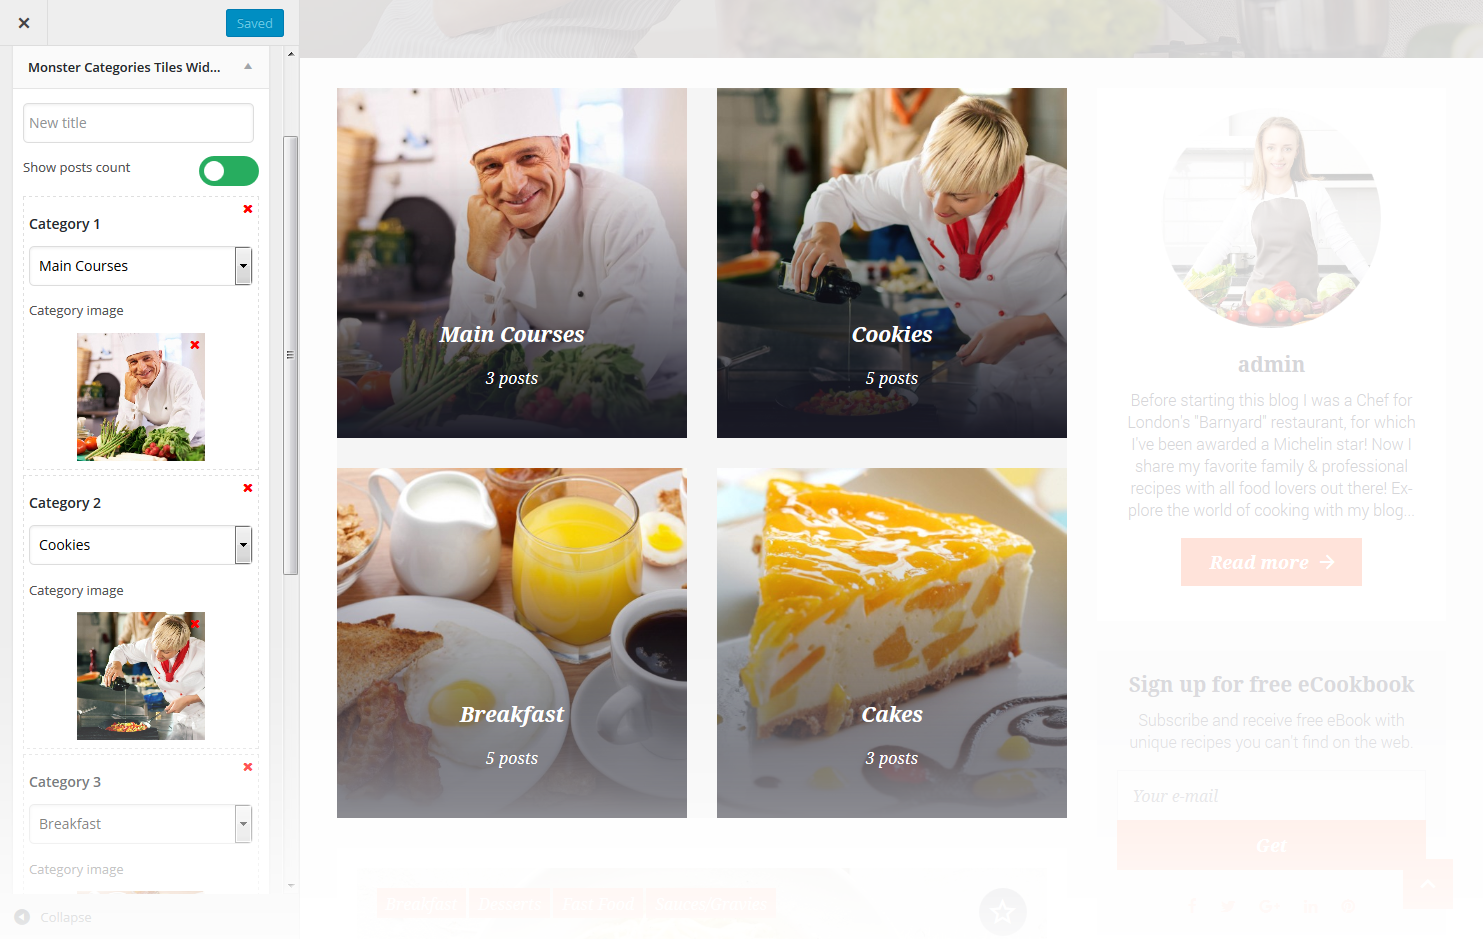 Saved
Monster Categories Tiles Wid...
New title
Show posts count
Category 1
Main Courses
Category image
Category 2
Cookies
Category image
Category 3
Breakfast
Category image
Collapse
Main Courses
3 posts
Cookies
5 posts
Breakfast
5 posts
Cakes
3 posts
Breakfast Desserts Fast Food
admin
Before starting this blog I was a Chef for
London's "Barnyard" restaurant, for which
I've been awarded a Michelin star! Now I
share my favorite family & professional
recipes with all food lovers out there! Ex-
plore the world of cooking with my blog...
Read more
Sign up for free eCookbook
Subscribe and receive free eBook with
unique recipes you can't find on the web.
Your e-mail
Get